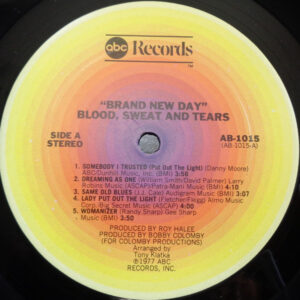 abc Records
TM
"BRAND NEW DAY"
BLOOD, SWEAT AND TEARS
SIDE A
STEREO
AB-1015
(AB-1015-A)
1. SOMEBODY I TRUSTED (Put Out The Light) (Danny Moore)
ABC/Dunhill Music, Inc. (BMI) 3:58
2. DREAMING AS ONE (William Smith/David Palmer) Larry
Robins Music (ASCAP)/Patra-Mani Music (BMI) 4:10
3. SAME OLD BLUES (J.J. Cale) Audigram Music (BMI) 3:09
4. LADY PUT OUT THE LIGHT (Fletcher/Flegg) Almo Music
Corp./Big Secret Music (ASCAP) 4:00
5. WOMANIZER (Randy Sharp) Gee Sharp
Music (BMI) 3:50
PRODUCED BY ROY HALEE
PRODUCED BY BOBBY COLOMBY
(FOR COLOMBY PRODUCTIONS)
Arranged by
Tony Klatka
©1977 ABC
RECORDS, INC.